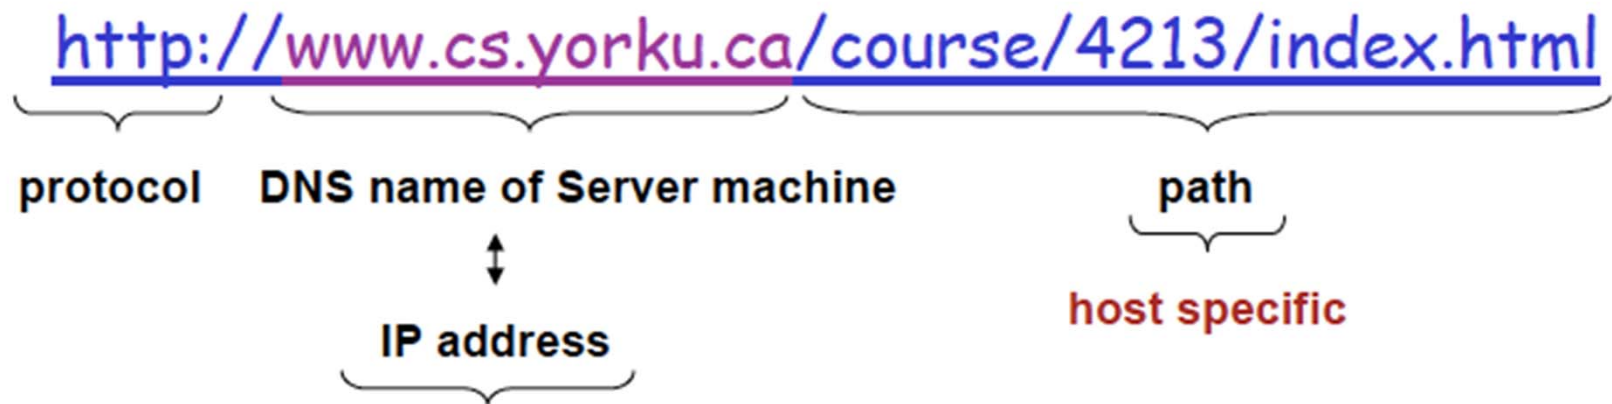 http://www.cs.yorku.ca/course/4213/index.html
protocol DNS name of Server machine path
host specific
IP address